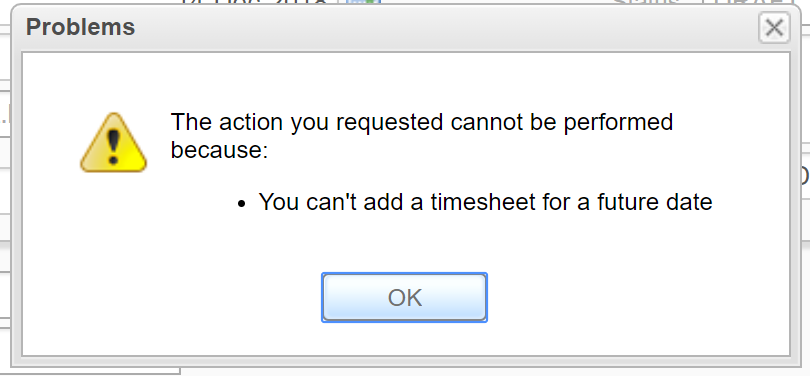 Problems
The action you requested cannot be performed
because:
• You can't add a timesheet for a future date
OK